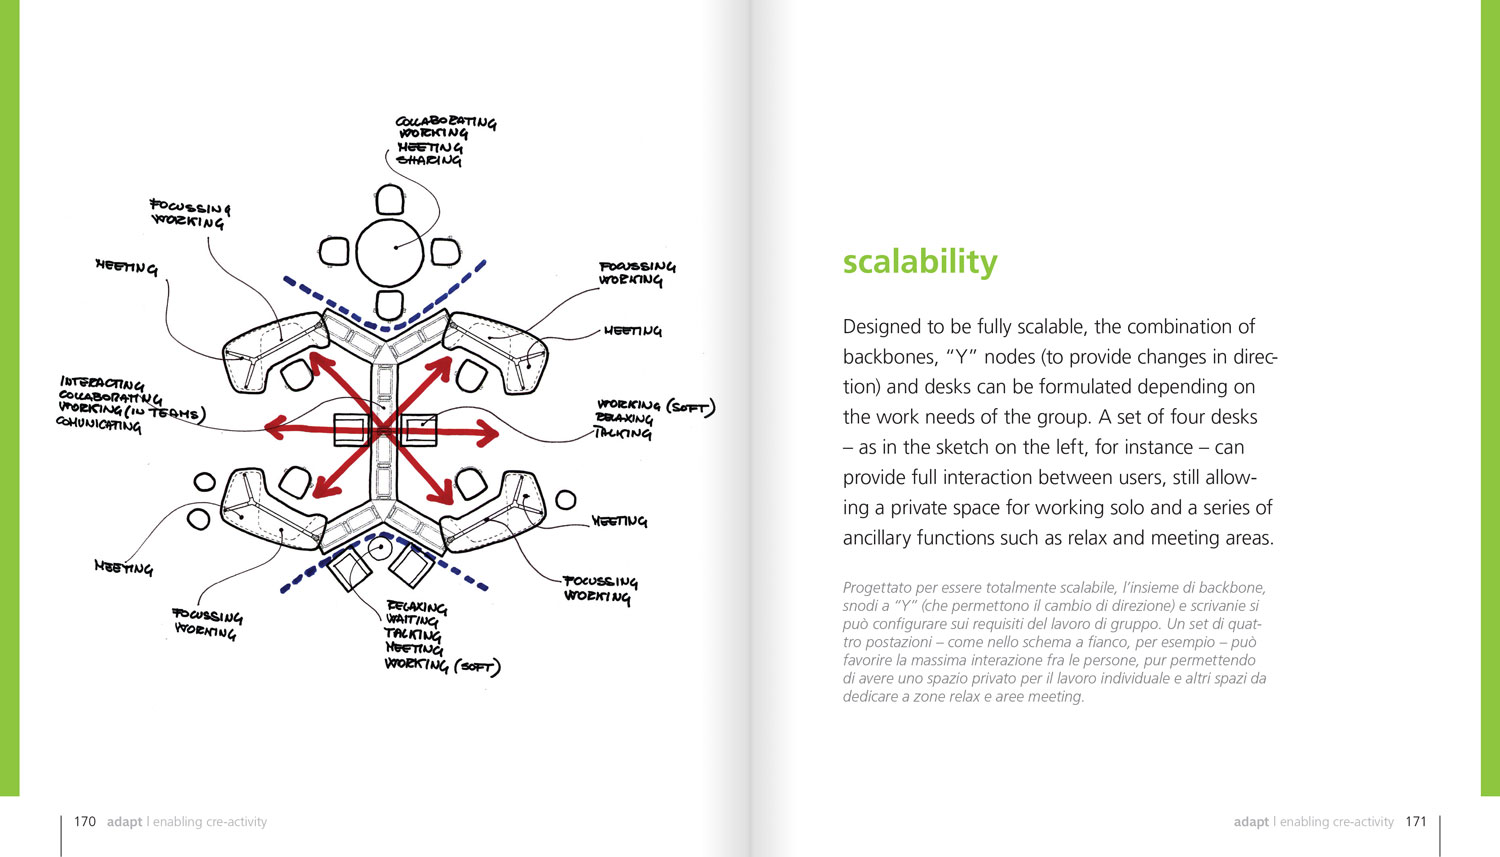 COLLABORATING
WORKING
MEETING
SHARING
FOCUSSING
WORKING
MEETING
FOCUSSING
WORKING
MEETING
INTERACTING
COLLABORATING
WORKING (IN TEAMS)
COMUNICATING
WORKING (SOFT)
RELAXING
TALKING
MEETING
MEETING
FOCUSSING
WORKING
FOCUSSING
WORKING
RELAXING
WAITING
TALKING
MEETING
WORKING (SOFT)
170 adapt | enabling cre-activity
scalability
Designed to be fully scalable, the combination of
backbones, “Y” nodes (to provide changes in direc-
tion) and desks can be formulated depending on
the work needs of the group. A set of four desks
– as in the sketch on the left, for instance – can
provide full interaction between users, still allow-
ing a private space for working solo and a series of
ancillary functions such as relax and meeting areas.
Progettato per essere totalmente scalabile, l’insieme di backbone,
snodi a “Y” (che permettono il cambio di direzione) e scrivanie si
può configurare sui requisiti del lavoro di gruppo. Un set di quat-
tro postazioni – come nello schema a fianco, per esempio – può
favorire la massima interazione fra le persone, pur permettendo
di avere uno spazio privato per il lavoro individuale e altri spazi da
dedicare a zone relax e aree meeting.
adapt | enabling cre-activity 171